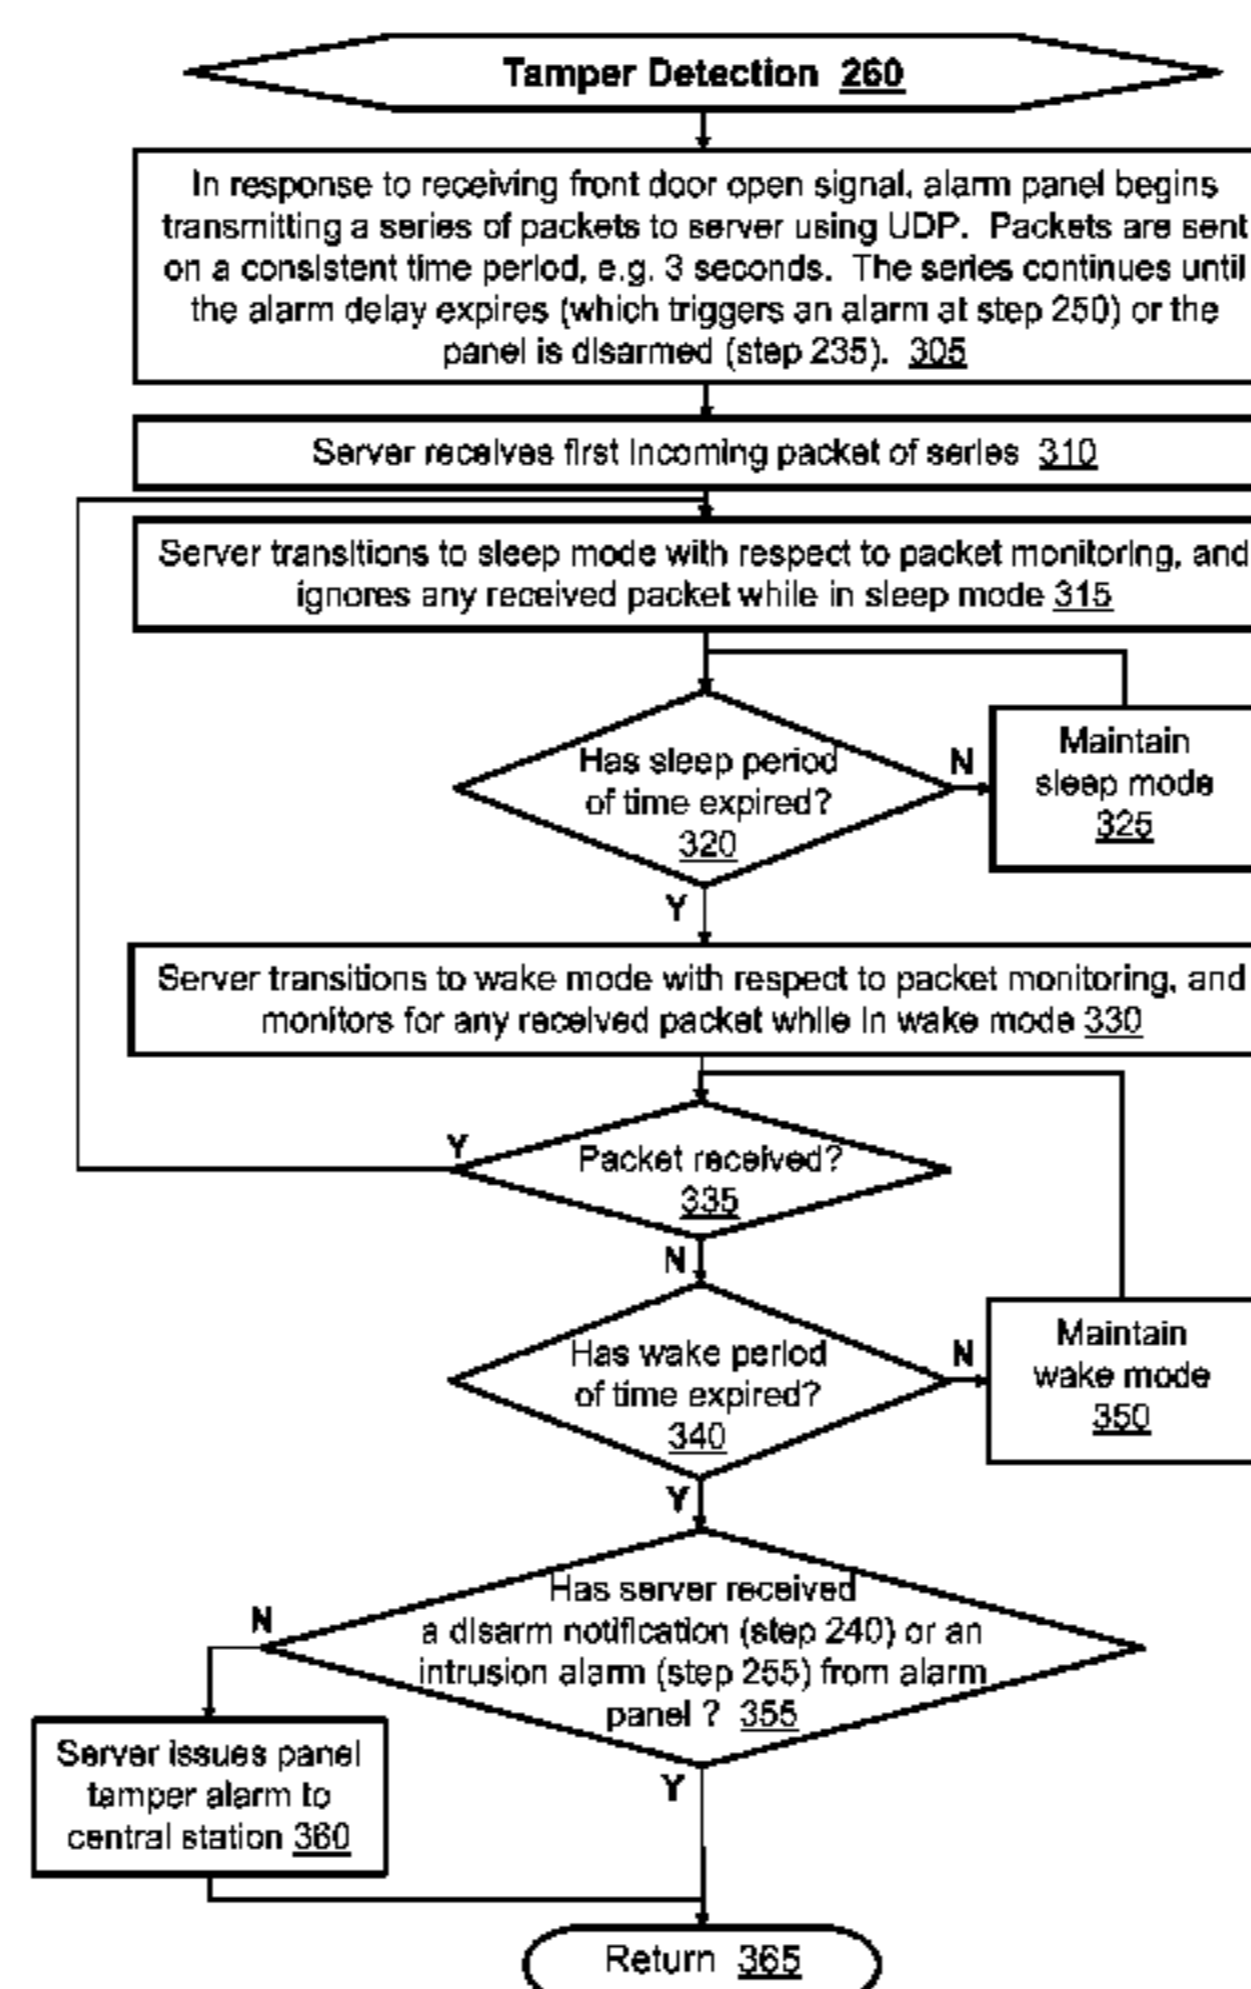 Tamper Detection 260
In response to receiving front door open signal, alarm panel begins
transmitting a series of packets to server using UDP. Packets are sent
on a consistent time period, e.g. 3 seconds. The series continues until
the alarm delay expires (which triggers an alarm at step 250) or the
panel is disarmed (step 235). 305
Server receives first incoming packet of series 310
Server transitions to sleep mode with respect to packet monitoring, and
ignores any received packet while in sleep mode 315
Has sleep period
of time expired?
320
N
Maintain
sleep mode
325
Y
Server transitions to wake mode with respect to packet monitoring, and
monitors for any received packet while in wake mode 330
Y
Packet received?
335
N
Has wake period
of time expired?
340
N
Maintain
wake mode
350
Y
Has server received
a disarm notification (step 240) or an
intrusion alarm (step 255) from alarm
panel ? 355
N
Server issues panel
tamper alarm to
central station 360
Y
Return 365